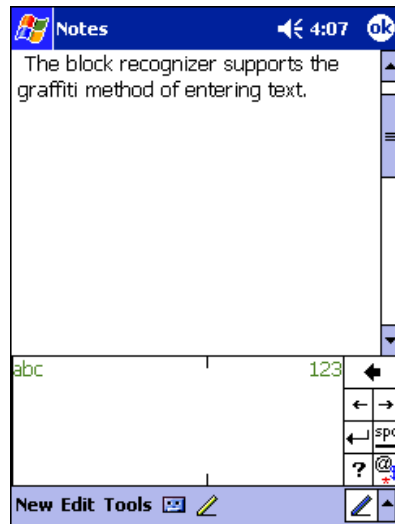 Notes 4:07 ok
The block recognizer supports the
graffiti method of entering text.
abc 123
spc
? @
*
New Edit Tools